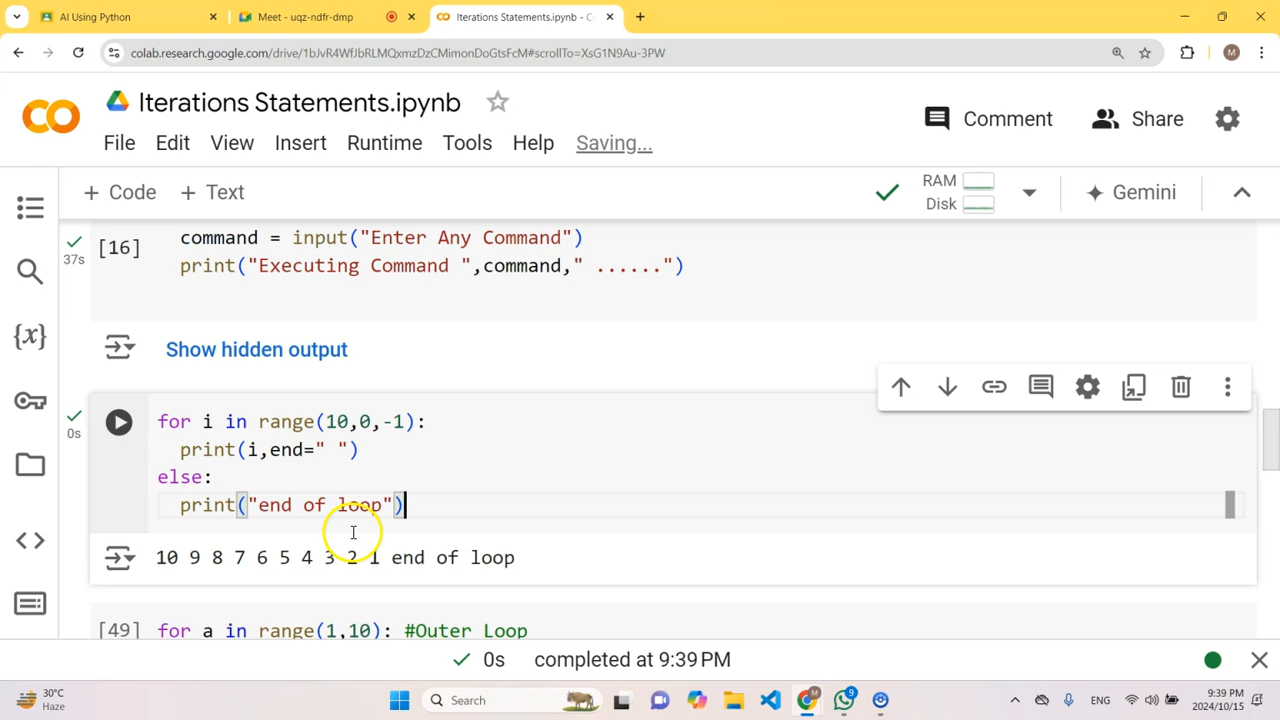 AI Using Python
Meet - uqz-ndfr-dmp
Iterations Statements.ipynb - C
colab.research.google.com/drive/1bJvR4WfJbRLMQxmzDzCMimonDoGtsFcM#scrollTo=XsG1N9Au-3PW
M
Iterations Statements.ipynb
Comment
Share
File Edit View Insert Runtime Tools Help Saving...
+ Code + Text
RAM
Disk
Gemini
37s
[16]
command = input("Enter Any Command")
print("Executing Command ",command," ......")
Show hidden output
0s
for i in range(10,0,-1):
print(i,end=" ")
else:
print("end of loop")
10 9 8 7 6 5 4 3 2 1 end of loop
[49] for a in range(1,10): #Outer Loop
0s completed at 9:39 PM
30°C
Haze
Search
M
9
ENG
9:39 PM
2024/10/15